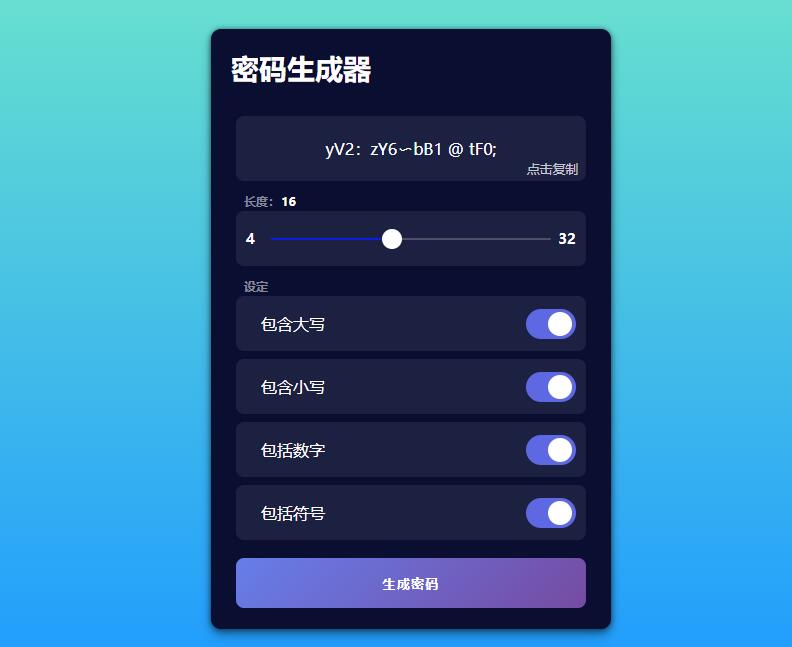 密码生成器
yV2：zY6∽bB1 @ tF0;
点击复制
长度：16
4 32
设定
包含大写
包含小写
包括数字
包括符号
生成密码